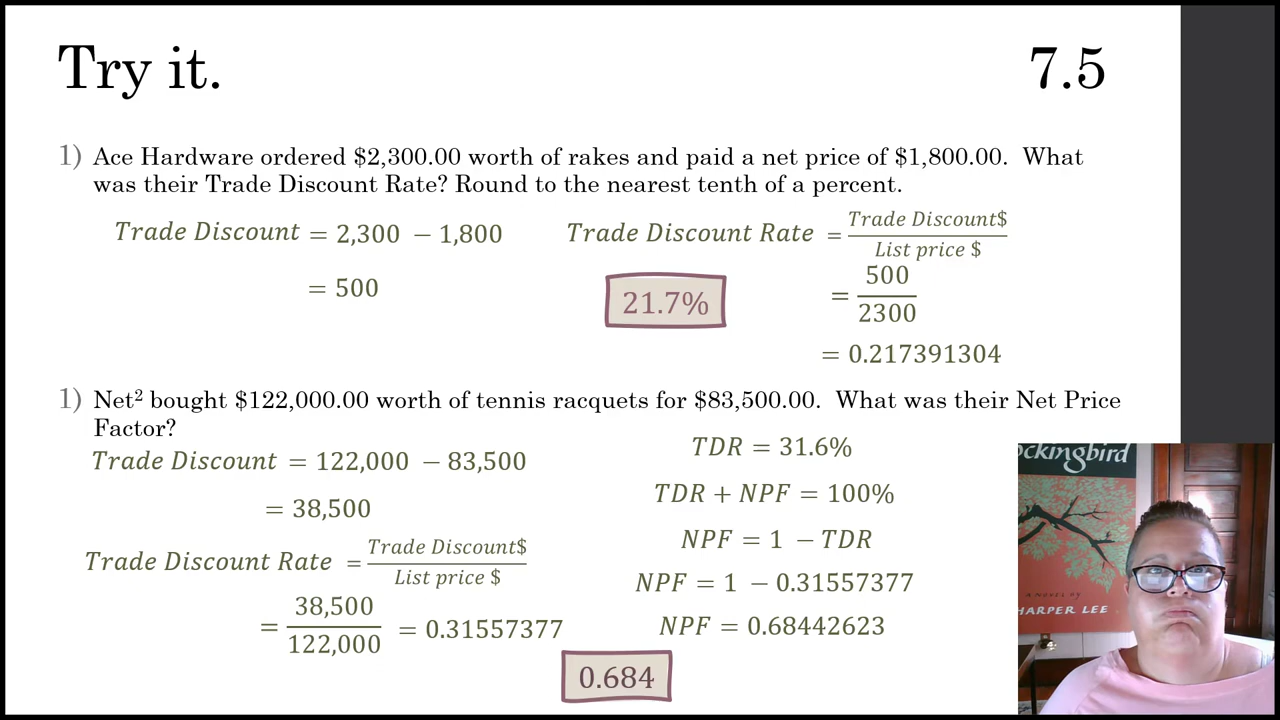 Try it.
7.5
1) Ace Hardware ordered $2,300.00 worth of rakes and paid a net price of $1,800.00. What
was their Trade Discount Rate? Round to the nearest tenth of a percent.
Trade Discount = 2,300 − 1,800
= 500
Trade Discount Rate = Trade Discount$ / List price $
= 500 / 2300
= 0.217391304
21.7%
1) Net² bought $122,000.00 worth of tennis racquets for $83,500.00. What was their Net Price
Factor?
Trade Discount = 122,000 − 83,500
= 38,500
Trade Discount Rate = Trade Discount$ / List price $
= 38,500 / 122,000 = 0.31557377
TDR = 31.6%
TDR + NPF = 100%
NPF = 1 − TDR
NPF = 1 − 0.31557377
NPF = 0.68442623
0.684
ockingbird
A NOVEL BY
HARPER LEE